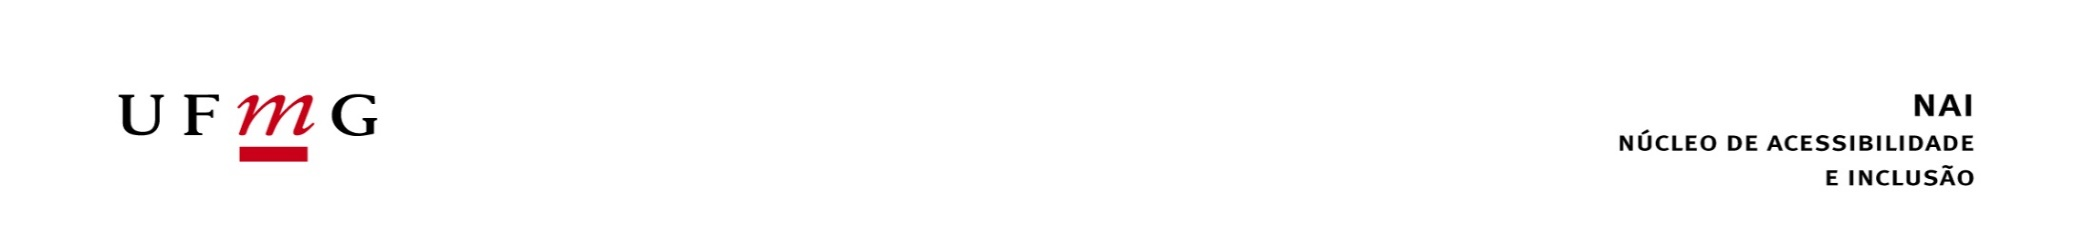 UFmG
NAI
NÚCLEO DE ACESSIBILIDADE
E INCLUSÃO